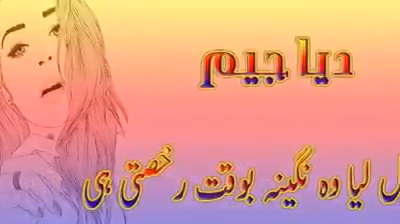 دیا جیم
لیا وہ نگینہ بوقت رخصتی ہی